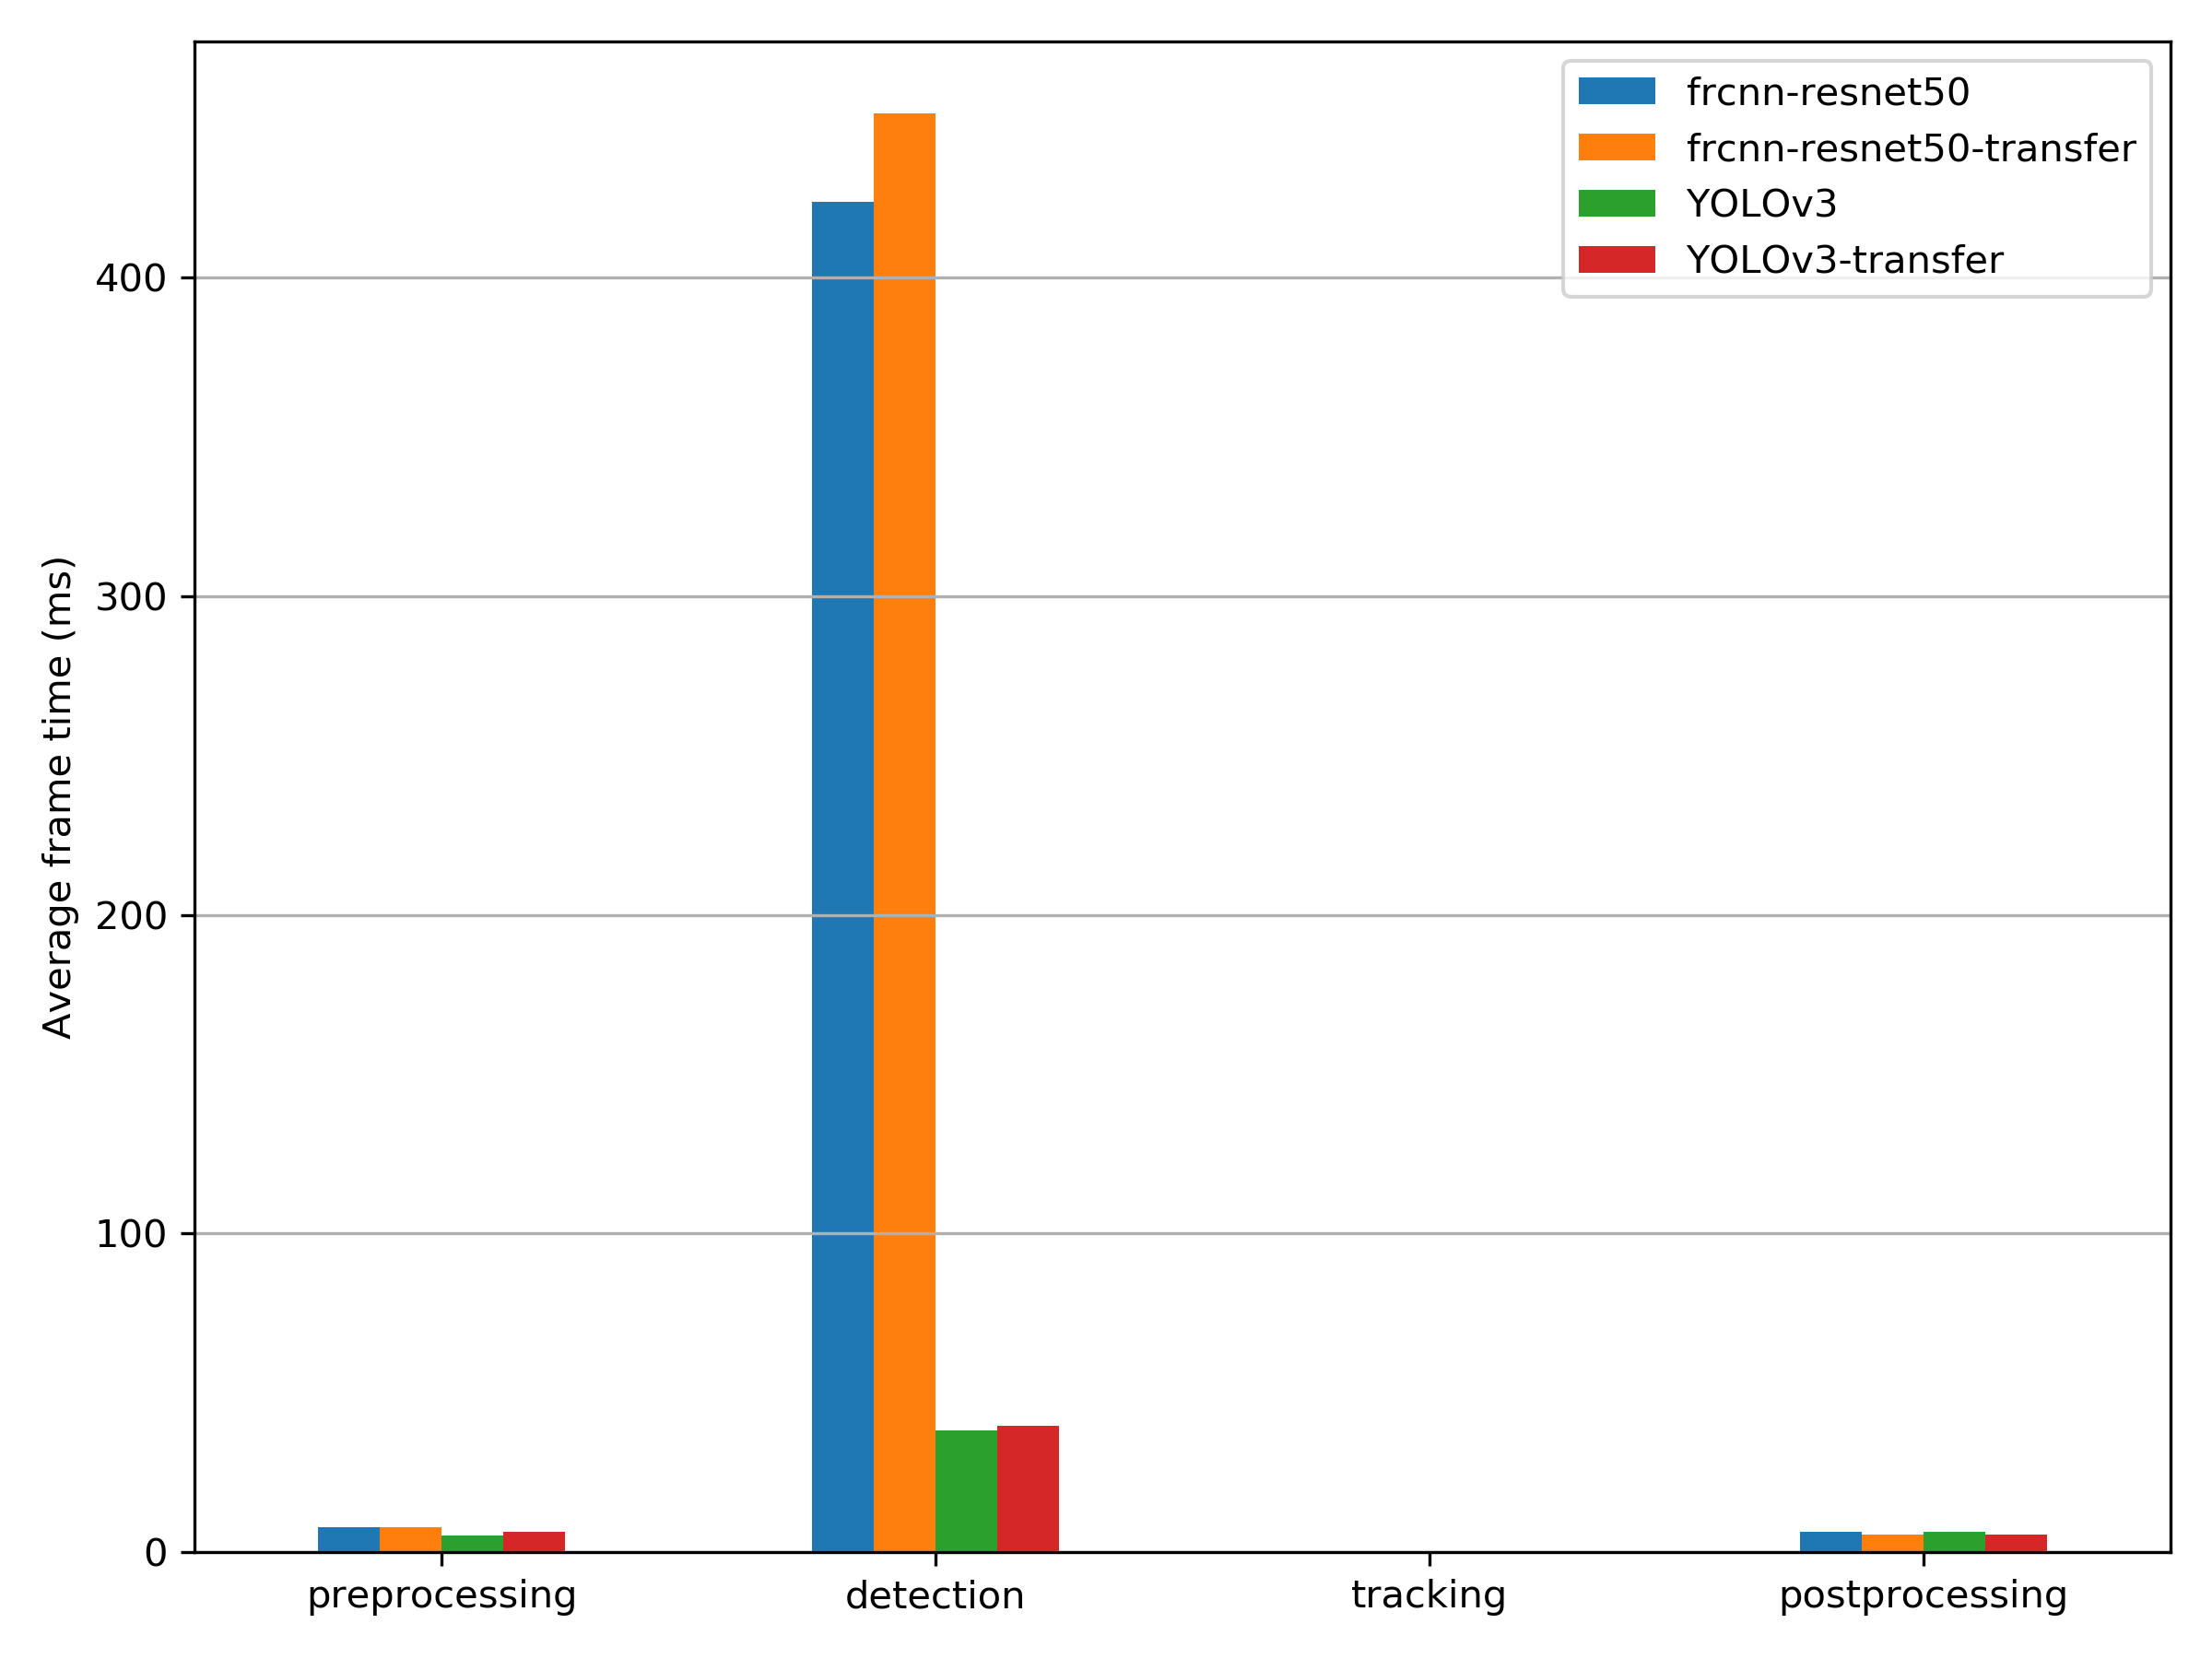 frcnn-resnet50
frcnn-resnet50-transfer
YOLOv3
YOLOv3-transfer
Average frame time (ms)
400
300
200
100
0
preprocessing
detection
tracking
postprocessing